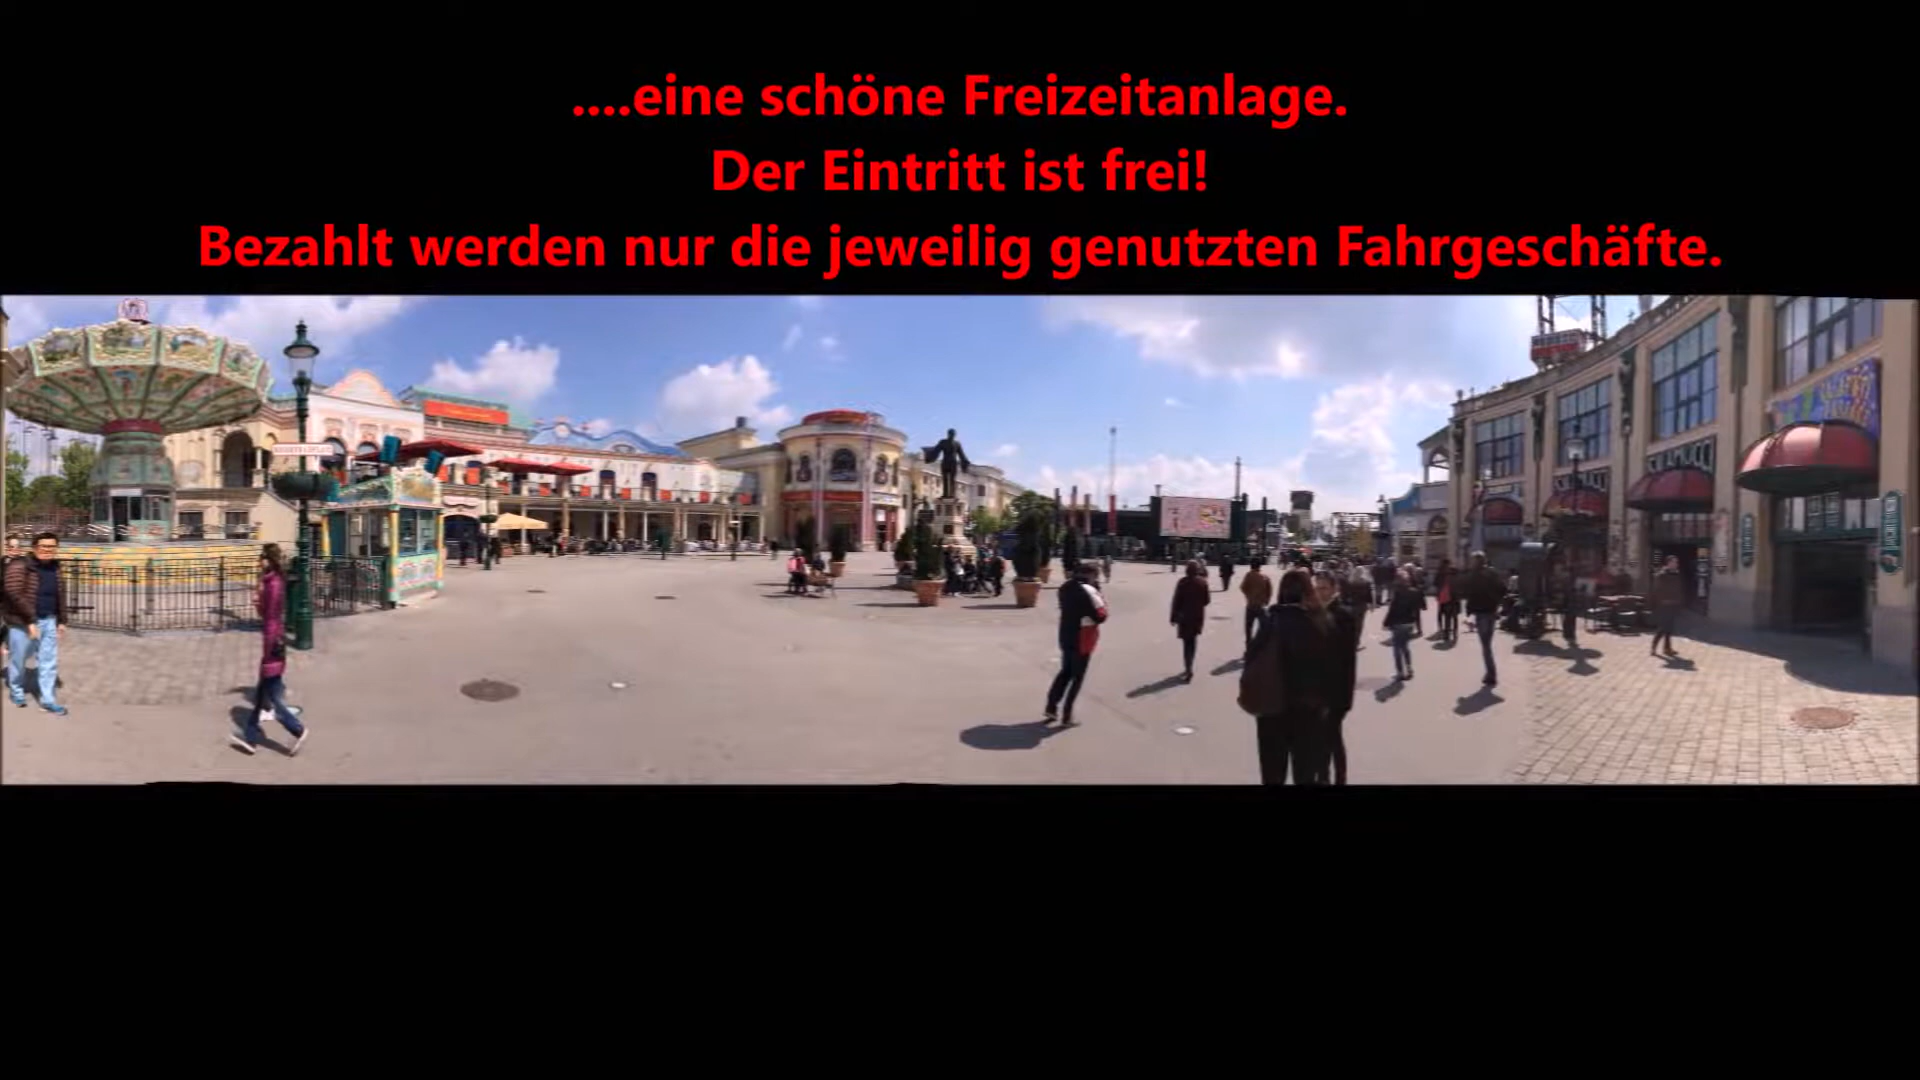 ....eine schöne Freizeitanlage.
Der Eintritt ist frei!
Bezahlt werden nur die jeweilig genutzten Fahrgeschäfte.